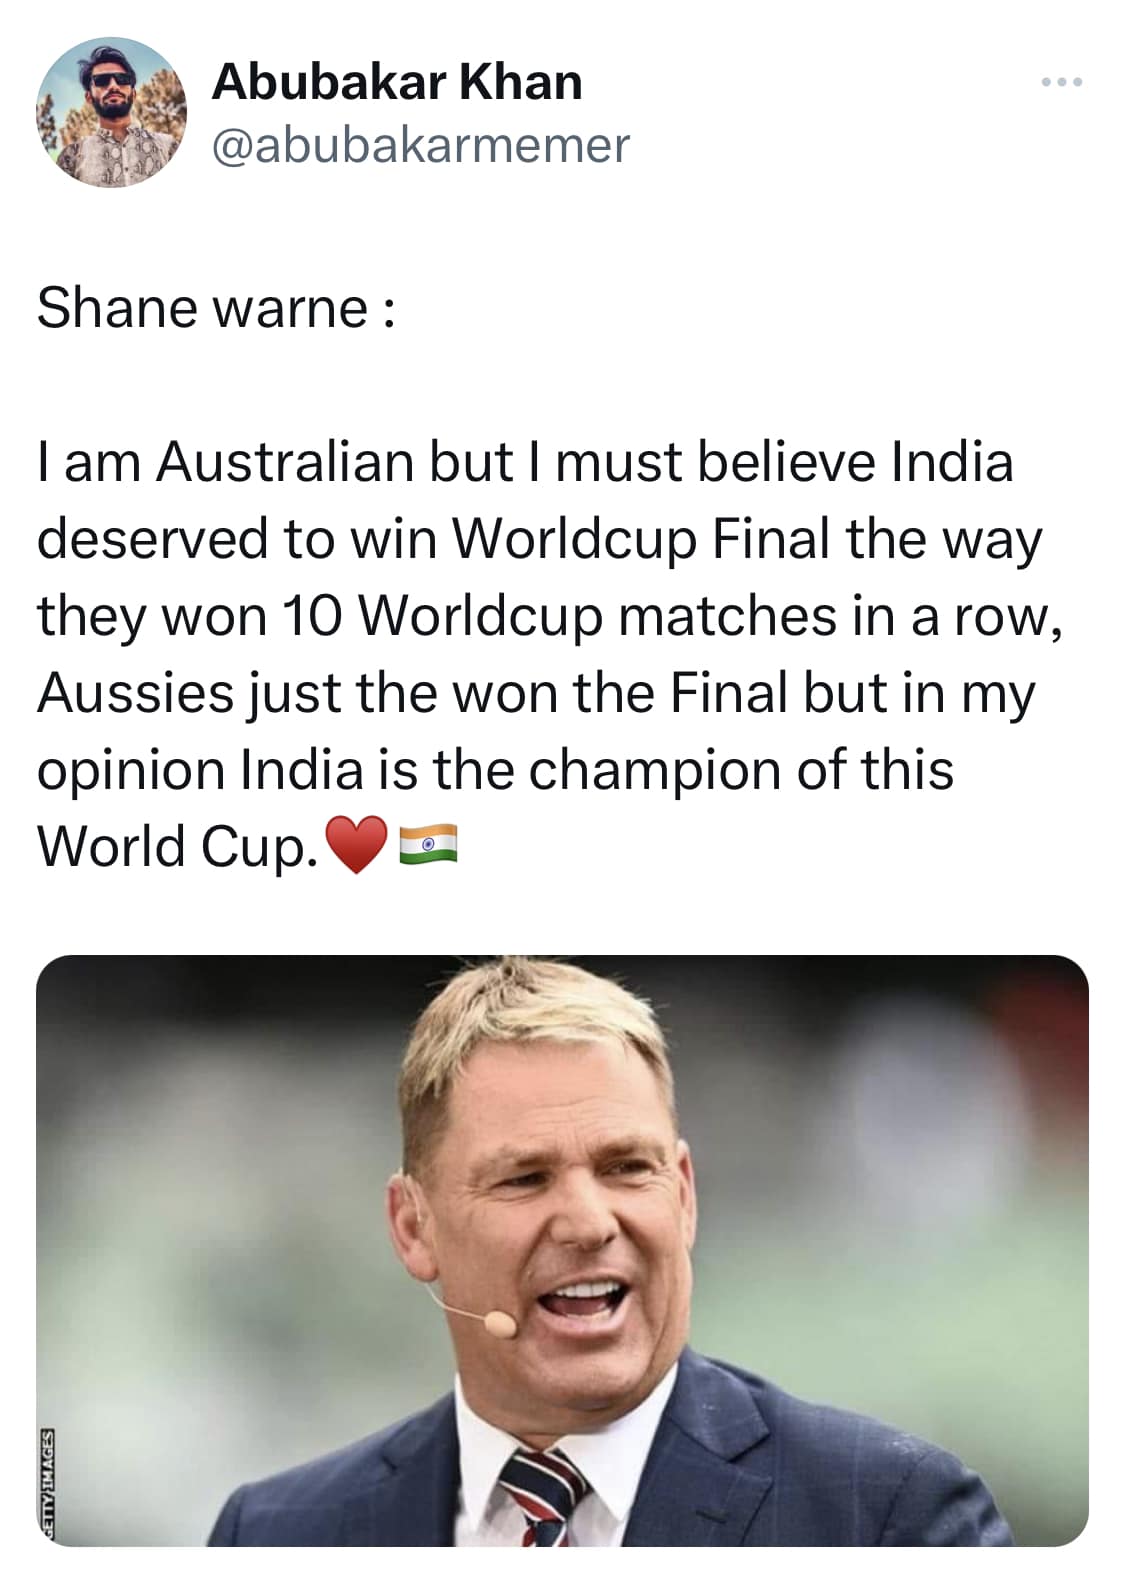 Abubakar Khan
@abubakarmemer
Shane warne :
I am Australian but I must believe India
deserved to win Worldcup Final the way
they won 10 Worldcup matches in a row,
Aussies just the won the Final but in my
opinion India is the champion of this
World Cup.♥️🇮🇳
GETTY IMAGES